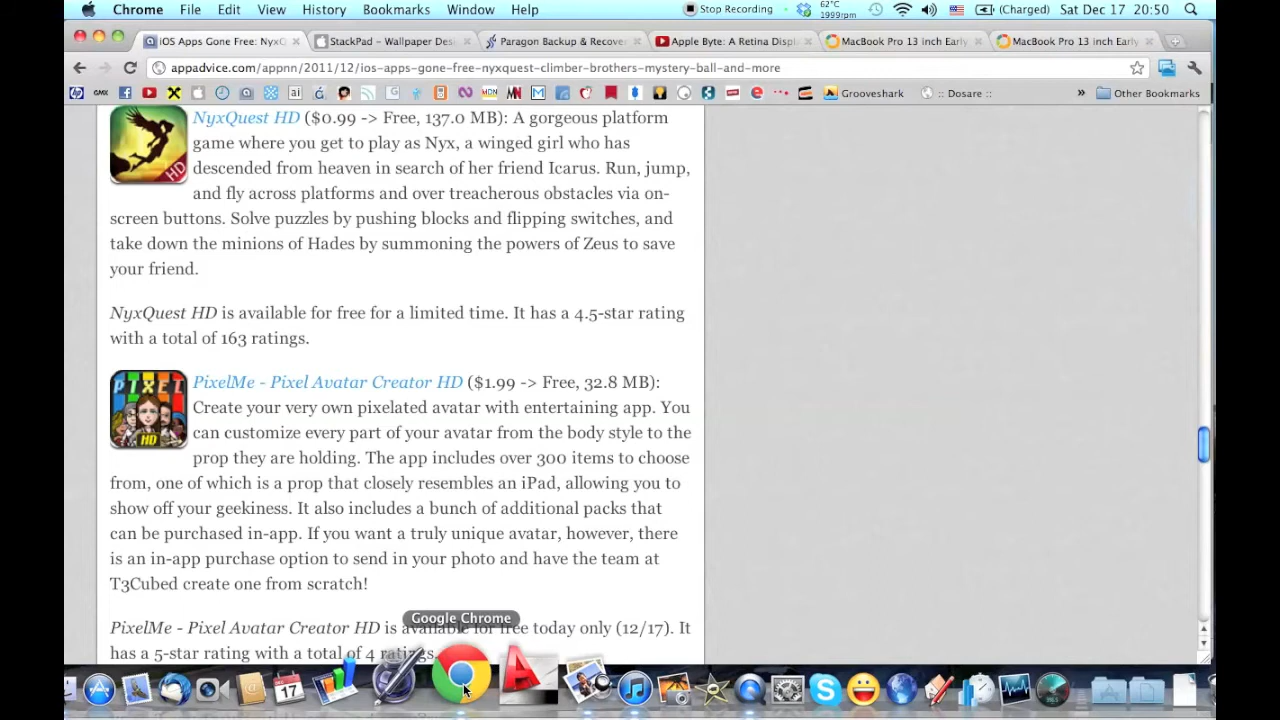 Chrome File Edit View History Bookmarks Window Help Stop Recording 62°C 1999rpm (Charged) Sat Dec 17 20:50
iOS Apps Gone Free: NyxQ StackPad – Wallpaper Des Paragon Backup & Recove Apple Byte: A Retina Displ MacBook Pro 13 inch Early MacBook Pro 13 inch Early
appadvice.com/appnn/2011/12/ios-apps-gone-free-nyxquest-climber-brothers-mystery-ball-and-more
GMX ai MDN Grooveshark :: Dosare :: » Other Bookmarks
NyxQuest HD ($0.99 -> Free, 137.0 MB): A gorgeous platform
game where you get to play as Nyx, a winged girl who has
descended from heaven in search of her friend Icarus. Run, jump,
and fly across platforms and over treacherous obstacles via on-
screen buttons. Solve puzzles by pushing blocks and flipping switches, and
take down the minions of Hades by summoning the powers of Zeus to save
your friend.
NyxQuest HD is available for free for a limited time. It has a 4.5-star rating
with a total of 163 ratings.
PixelMe - Pixel Avatar Creator HD ($1.99 -> Free, 32.8 MB):
Create your very own pixelated avatar with entertaining app. You
can customize every part of your avatar from the body style to the
prop they are holding. The app includes over 300 items to choose
from, one of which is a prop that closely resembles an iPad, allowing you to
show off your geekiness. It also includes a bunch of additional packs that
can be purchased in-app. If you want a truly unique avatar, however, there
is an in-app purchase option to send in your photo and have the team at
T3Cubed create one from scratch!
Google Chrome
PixelMe - Pixel Avatar Creator HD is available for free today only (12/17). It
has a 5-star rating with a total of 4 ratings.
HD
PIXEL
HD
17